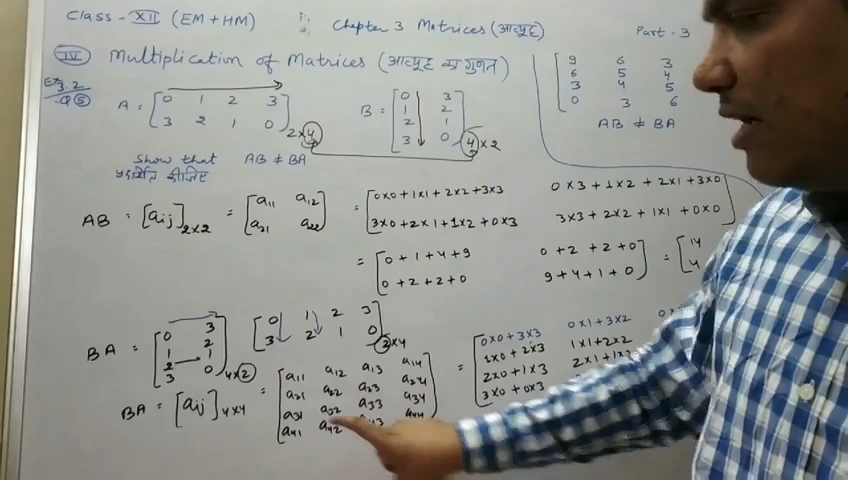 Class - XII (EM + HM) Chapter 3 Matrices (आव्यूह) Part - 3
IV Multiplication of Matrices (आव्यूह का गुणन)
Ex 3.2
Q 5
A = [0 1 2 3
3 2 1 0] 2×4
B = [0 3
1 2
2 1
3 0] 4×2
[9 6 3
6 5 4
3 4 5
0 3 6
AB ≠ BA
Show that AB ≠ BA
प्रदर्शित कीजिए
AB = [aij] 2×2 = [a11 a12
a21 a22]
= [0×0+1×1+2×2+3×3 0×3+1×2+2×1+3×0
3×0+2×1+1×2+0×3 3×3+2×2+1×1+0×0]
= [0+1+4+9 0+2+2+0
0+2+2+0 9+4+1+0] = [14
4
BA = [0 3
1 2
2 1
3 0] 4×2
[0 1 2 3
3 2 1 0] 2×4
BA = [aij] 4×4 = [a11 a12 a13 a14
a21 a22 a23 a24
a31 a32 a33 a34
a41 a42 a43 a44]
= [0×0+3×3 0×1+3×2
1×0+2×3 1×1+2×2
2×0+1×3 2×1+1×2
3×0+0×3